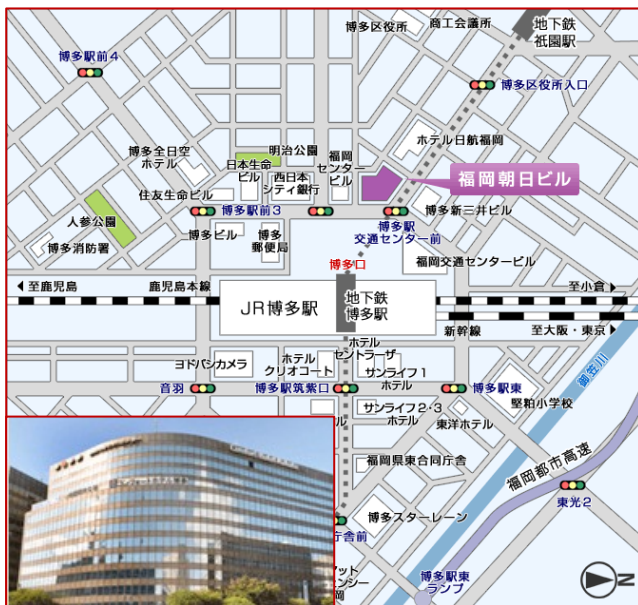 博多区役所
商工会議所
地下鉄
祇園駅
博多駅前4
博多区役所入口
ホテル日航福岡
明治公園
博多全日空
ホテル
日本生命
ビル
西日本
シティ銀行
福岡
センター
ビル
福岡朝日ビル
住友生命ビル
博多駅前3
人参公園
博多消防署
博多ビル
博多
郵便局
博多駅
交通センター前
博多新三井ビル
博多口
福岡交通センタービル
至鹿児島
鹿児島本線
至小倉
JR博多駅
地下鉄
博多駅
新幹線
至大阪・東京
ヨドバシカメラ
ホテル
クリオコート
ホテル
セントラーザ
サンライフ1
ホテル
御笠川
音羽
博多駅筑紫口
博多駅東
堅粕小学校
サンライフ2・3
ホテル
東洋ホテル
福岡県東合同庁舎
福岡都市高速
東光2
博多スターレーン
庁舎前
博多駅東
ランプ
N